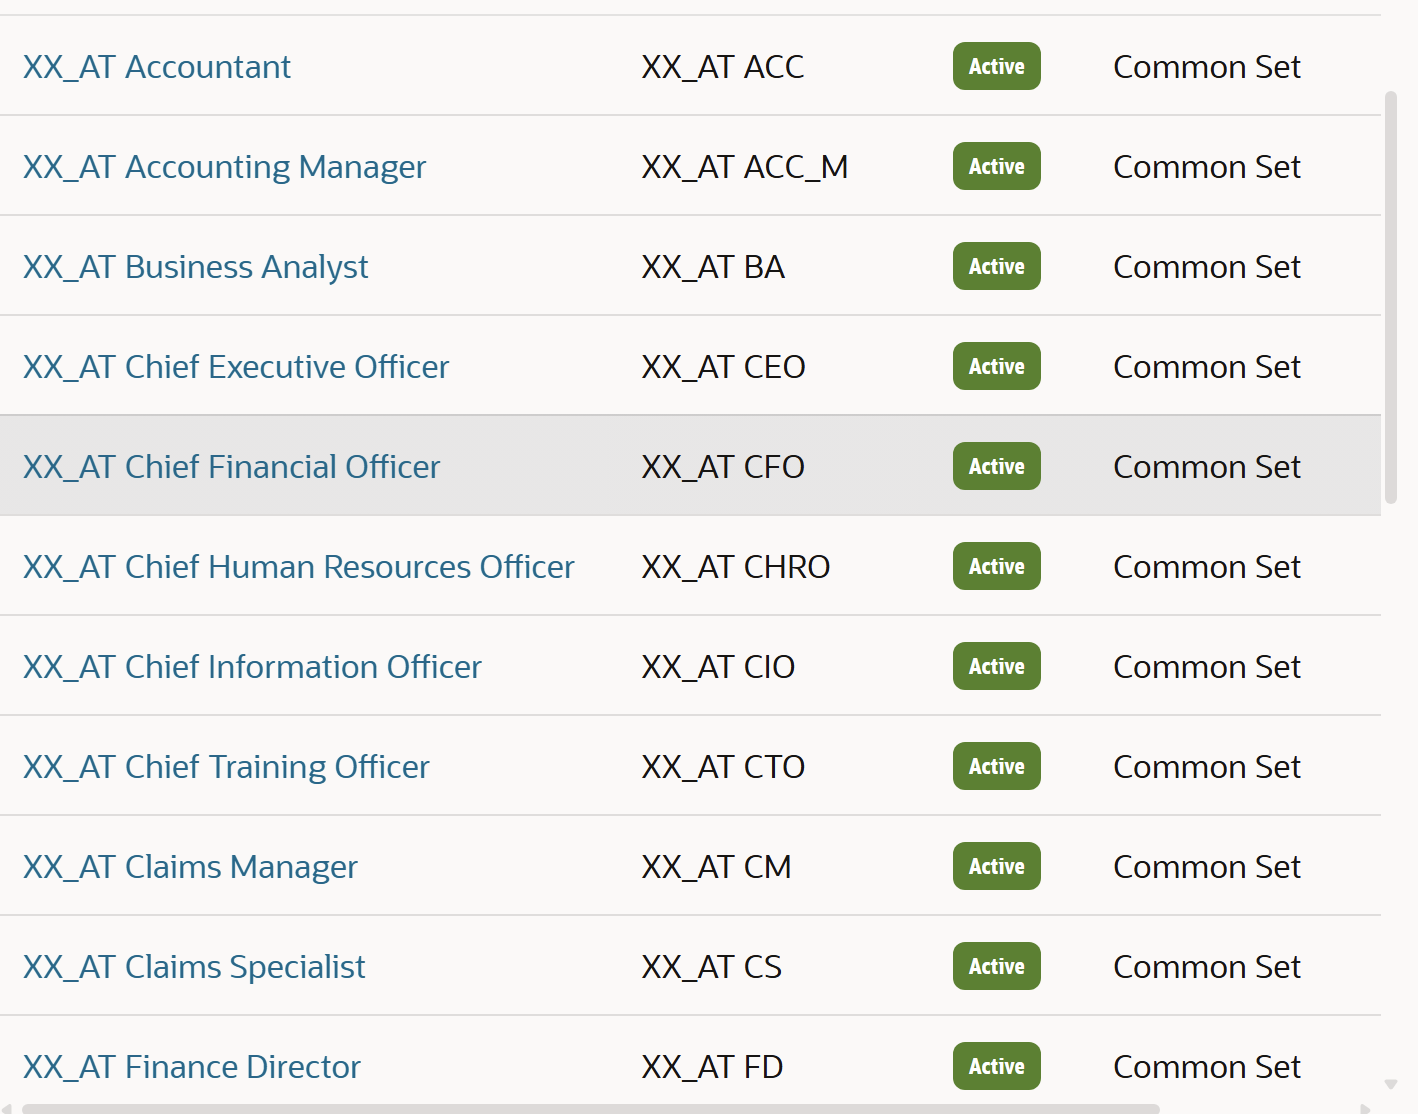 XX_AT Accountant XX_AT ACC Active Common Set
XX_AT Accounting Manager XX_AT ACC_M Active Common Set
XX_AT Business Analyst XX_AT BA Active Common Set
XX_AT Chief Executive Officer XX_AT CEO Active Common Set
XX_AT Chief Financial Officer XX_AT CFO Active Common Set
XX_AT Chief Human Resources Officer XX_AT CHRO Active Common Set
XX_AT Chief Information Officer XX_AT CIO Active Common Set
XX_AT Chief Training Officer XX_AT CTO Active Common Set
XX_AT Claims Manager XX_AT CM Active Common Set
XX_AT Claims Specialist XX_AT CS Active Common Set
XX_AT Finance Director XX_AT FD Active Common Set